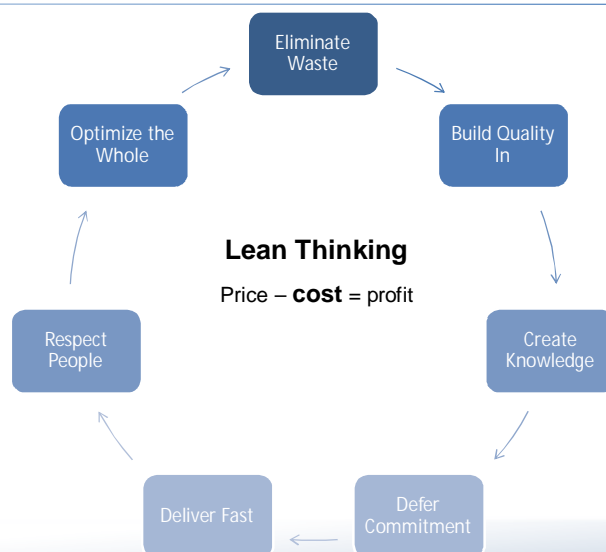 Eliminate
Waste
Build Quality
In
Create
Knowledge
Defer
Commitment
Deliver Fast
Respect
People
Optimize the
Whole
Lean Thinking
Price – cost = profit